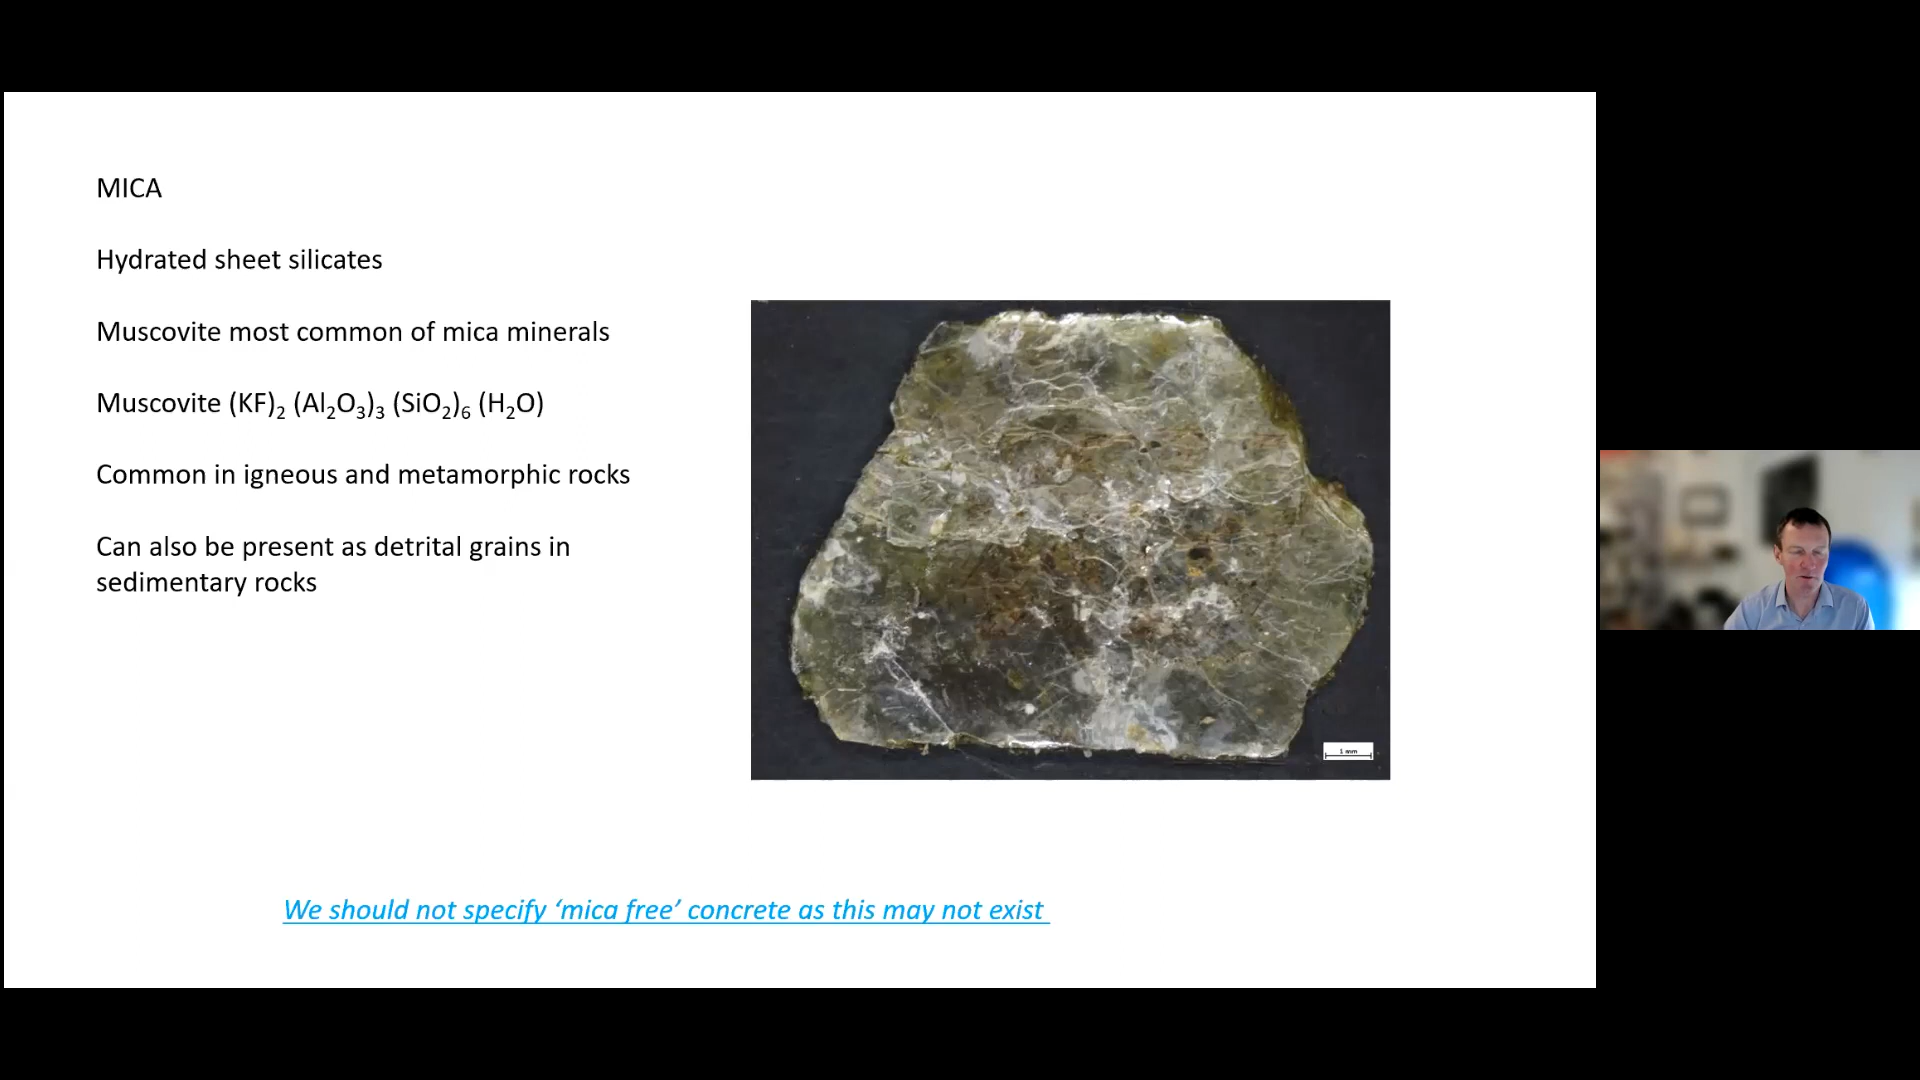 MICA
Hydrated sheet silicates
Muscovite most common of mica minerals
Muscovite (KF)₂ (Al₂O₃)₃ (SiO₂)₆ (H₂O)
Common in igneous and metamorphic rocks
Can also be present as detrital grains in
sedimentary rocks
1 mm
We should not specify ‘mica free’ concrete as this may not exist